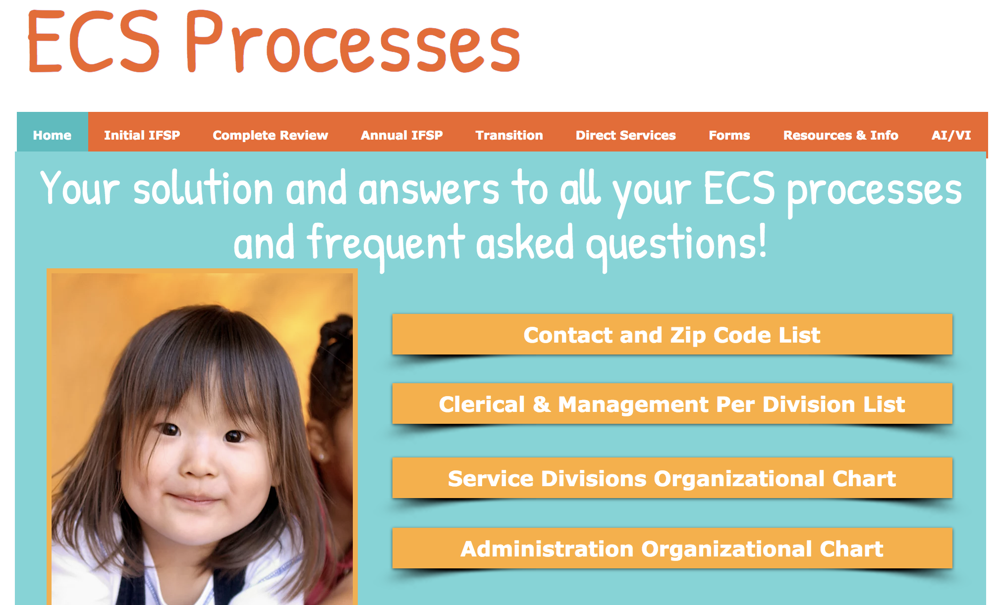 ECS Processes
Home Initial IFSP Complete Review Annual IFSP Transition Direct Services Forms Resources & Info AI/VI
Your solution and answers to all your ECS processes
and frequent asked questions!
Contact and Zip Code List
Clerical & Management Per Division List
Service Divisions Organizational Chart
Administration Organizational Chart